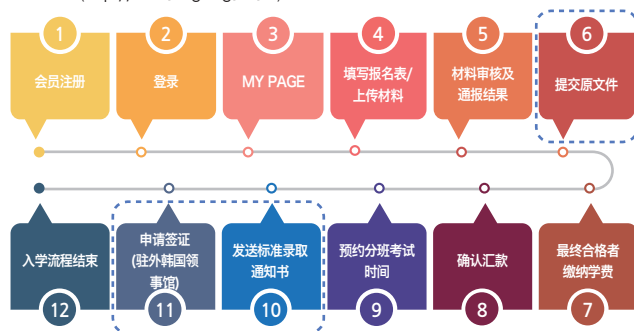 1
会员注册
2
登录
3
MY PAGE
4
填写报名表/
上传材料
5
材料审核及
通报结果
6
提交原文件
最终合格者
缴纳学费
7
确认汇款
8
预约分班考试
时间
9
发送标准录取
通知书
10
申请签证
(驻外韩国领
事馆)
11
入学流程结束
12